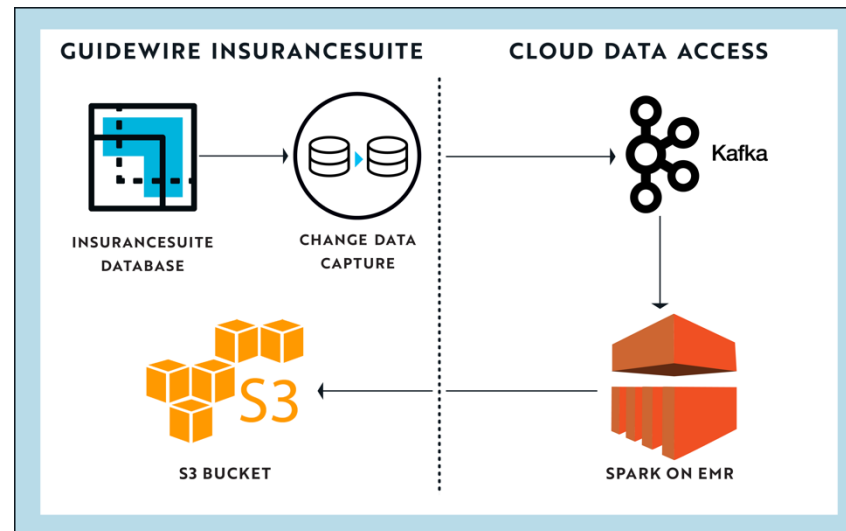 GUIDEWIRE INSURANCESUITE
CLOUD DATA ACCESS
Kafka
INSURANCESUITE
DATABASE
CHANGE DATA
CAPTURE
S3
S3 BUCKET
SPARK ON EMR